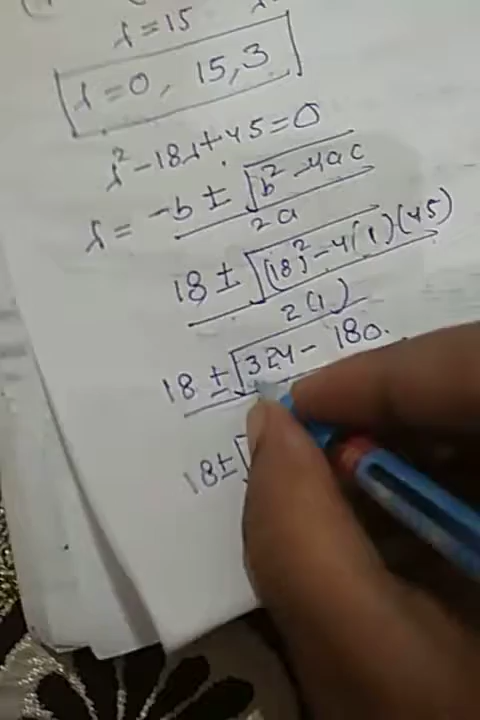 λ = 15
λ = 0, 15, 3
λ² - 18λ + 45 = 0
λ = -b ± √b² - 4ac
2a
18 ± √(18)² - 4(1)(45)
2(1)
18 ± √324 - 180
18 ± √